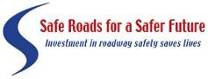 Safe Roads for a Safer Future
Investment in roadway safety saves lives